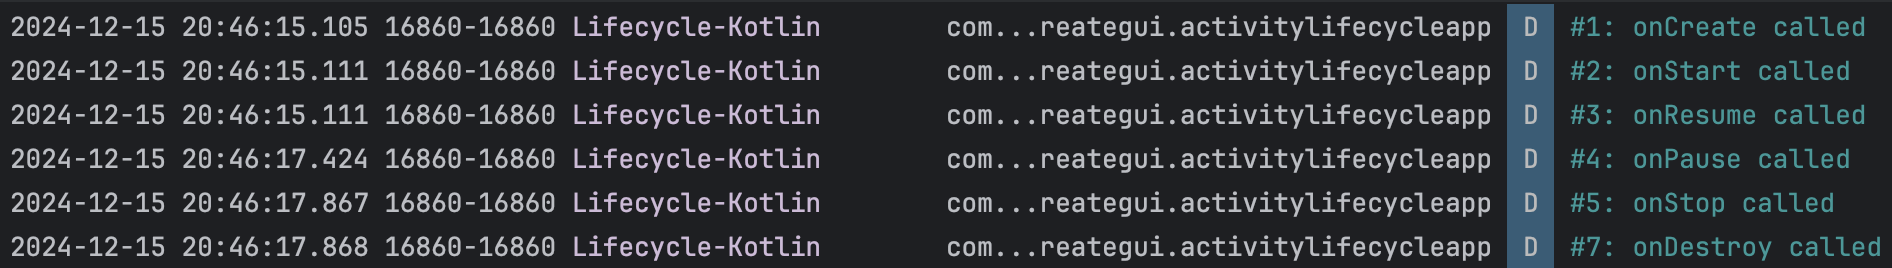 2024-12-15 20:46:15.105 16860-16860 Lifecycle-Kotlin com...reategui.activitylifecycleapp D #1: onCreate called
2024-12-15 20:46:15.111 16860-16860 Lifecycle-Kotlin com...reategui.activitylifecycleapp D #2: onStart called
2024-12-15 20:46:15.111 16860-16860 Lifecycle-Kotlin com...reategui.activitylifecycleapp D #3: onResume called
2024-12-15 20:46:17.424 16860-16860 Lifecycle-Kotlin com...reategui.activitylifecycleapp D #4: onPause called
2024-12-15 20:46:17.867 16860-16860 Lifecycle-Kotlin com...reategui.activitylifecycleapp D #5: onStop called
2024-12-15 20:46:17.868 16860-16860 Lifecycle-Kotlin com...reategui.activitylifecycleapp D #7: onDestroy called